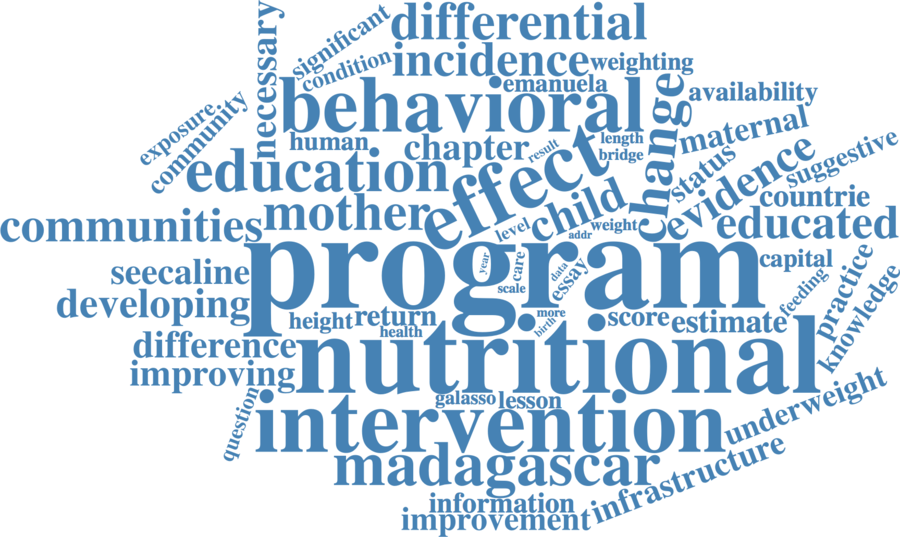 differential
significant
condition
incidence
weighting
necessary
emanuela
behavioral
availability
exposure
community
human
chapter
result
length
bridge
change
maternal
education
effect
status
evidence
suggestive
countrie
communities
mother
level
child
addr
weight
educated
program
seecaline
year
care
scale
data
essay
capital
feeding
practice
knowledge
developing
height
return
health
more
birth
score
estimate
difference
nutritional
improving
question
galasso
lesson
intervention
underweight
madagascar
infrastructure
information
improvement